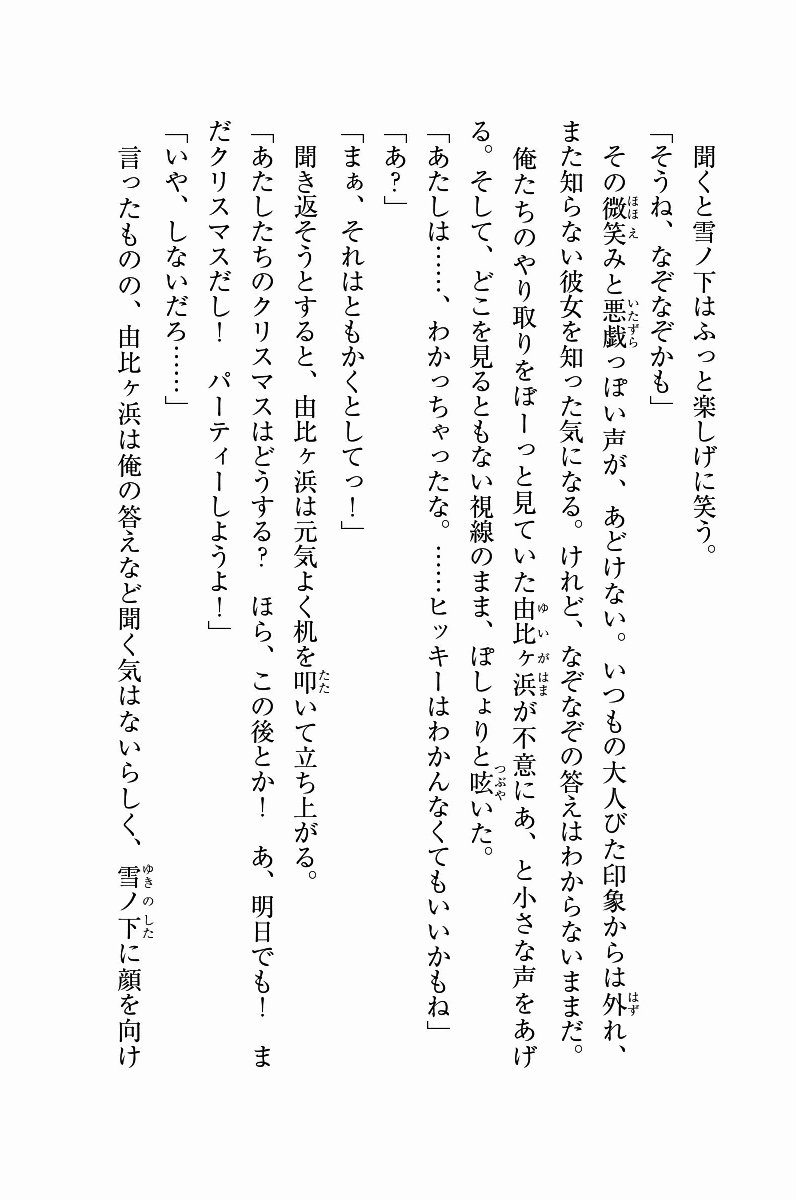 聞くと雪ノ下はふっと楽しげに笑う。
「そうね、なぞなぞかも」
その微笑みと悪戯っぽい声が、あどけない。いつもの大人びた印象からは外れ、
また知らない彼女を知った気になる。けれど、なぞなぞの答えはわからないままだ。
俺たちのやり取りをぼーっと見ていた由比ヶ浜が不意にあ、と小さな声をあげ
る。そして、どこを見るともない視線のまま、ぽしょりと呟いた。
「あたしは……、わかっちゃったな。……ヒッキーはわかんなくてもいいかもね」
「あ?」
「まぁ、それはともかくとしてっ!」
聞き返そうとすると、由比ヶ浜は元気よく机を叩いて立ち上がる。
「あたしたちのクリスマスはどうする? ほら、この後とか! あ、明日でも! ま
だクリスマスだし! パーティーしようよ!」
「いや、しないだろ……」
言ったものの、由比ヶ浜は俺の答えなど聞く気はないらしく、雪ノ下に顔を向け